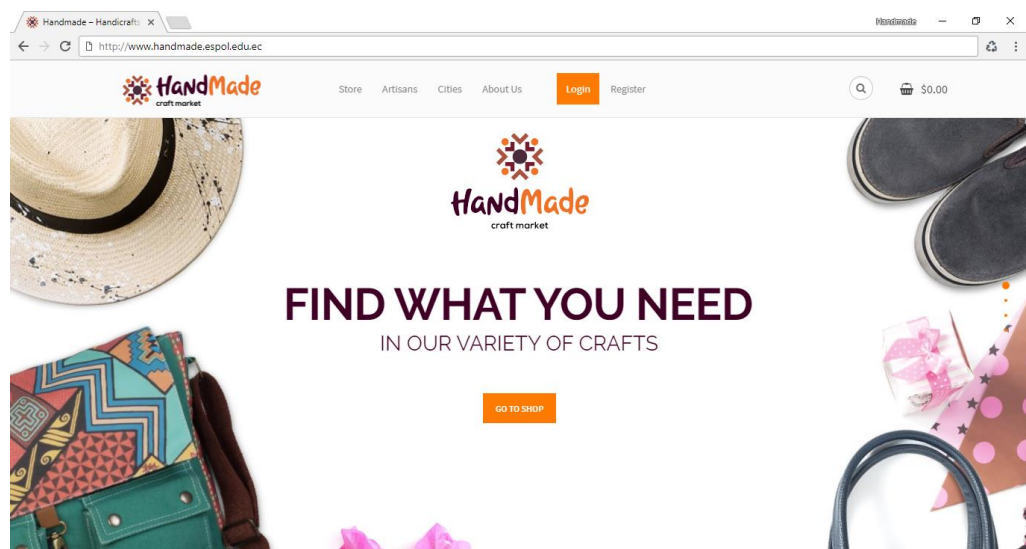 Handmade – Handicrafts
Handmade
http://www.handmade.espol.edu.ec
HandMade
craft market
Store Artisans Cities About Us Login Register
$0.00
HandMade
craft market
FIND WHAT YOU NEED
IN OUR VARIETY OF CRAFTS
GO TO SHOP